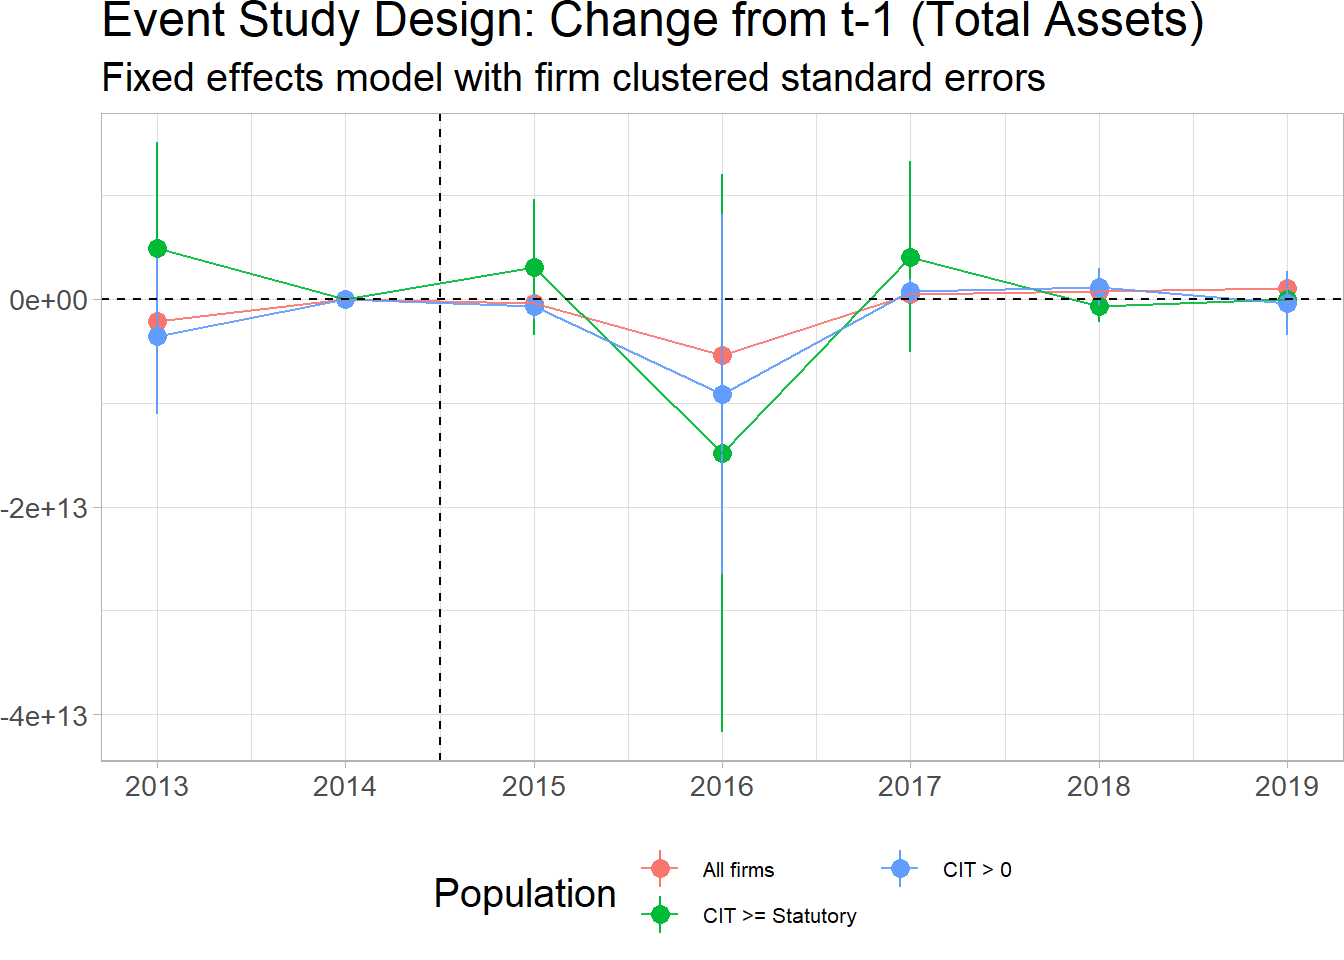 Event Study Design: Change from t-1 (Total Assets)
Fixed effects model with firm clustered standard errors
0e+00
-2e+13
-4e+13
2013 2014 2015 2016 2017 2018 2019
Population
All firms
CIT >= Statutory
CIT > 0